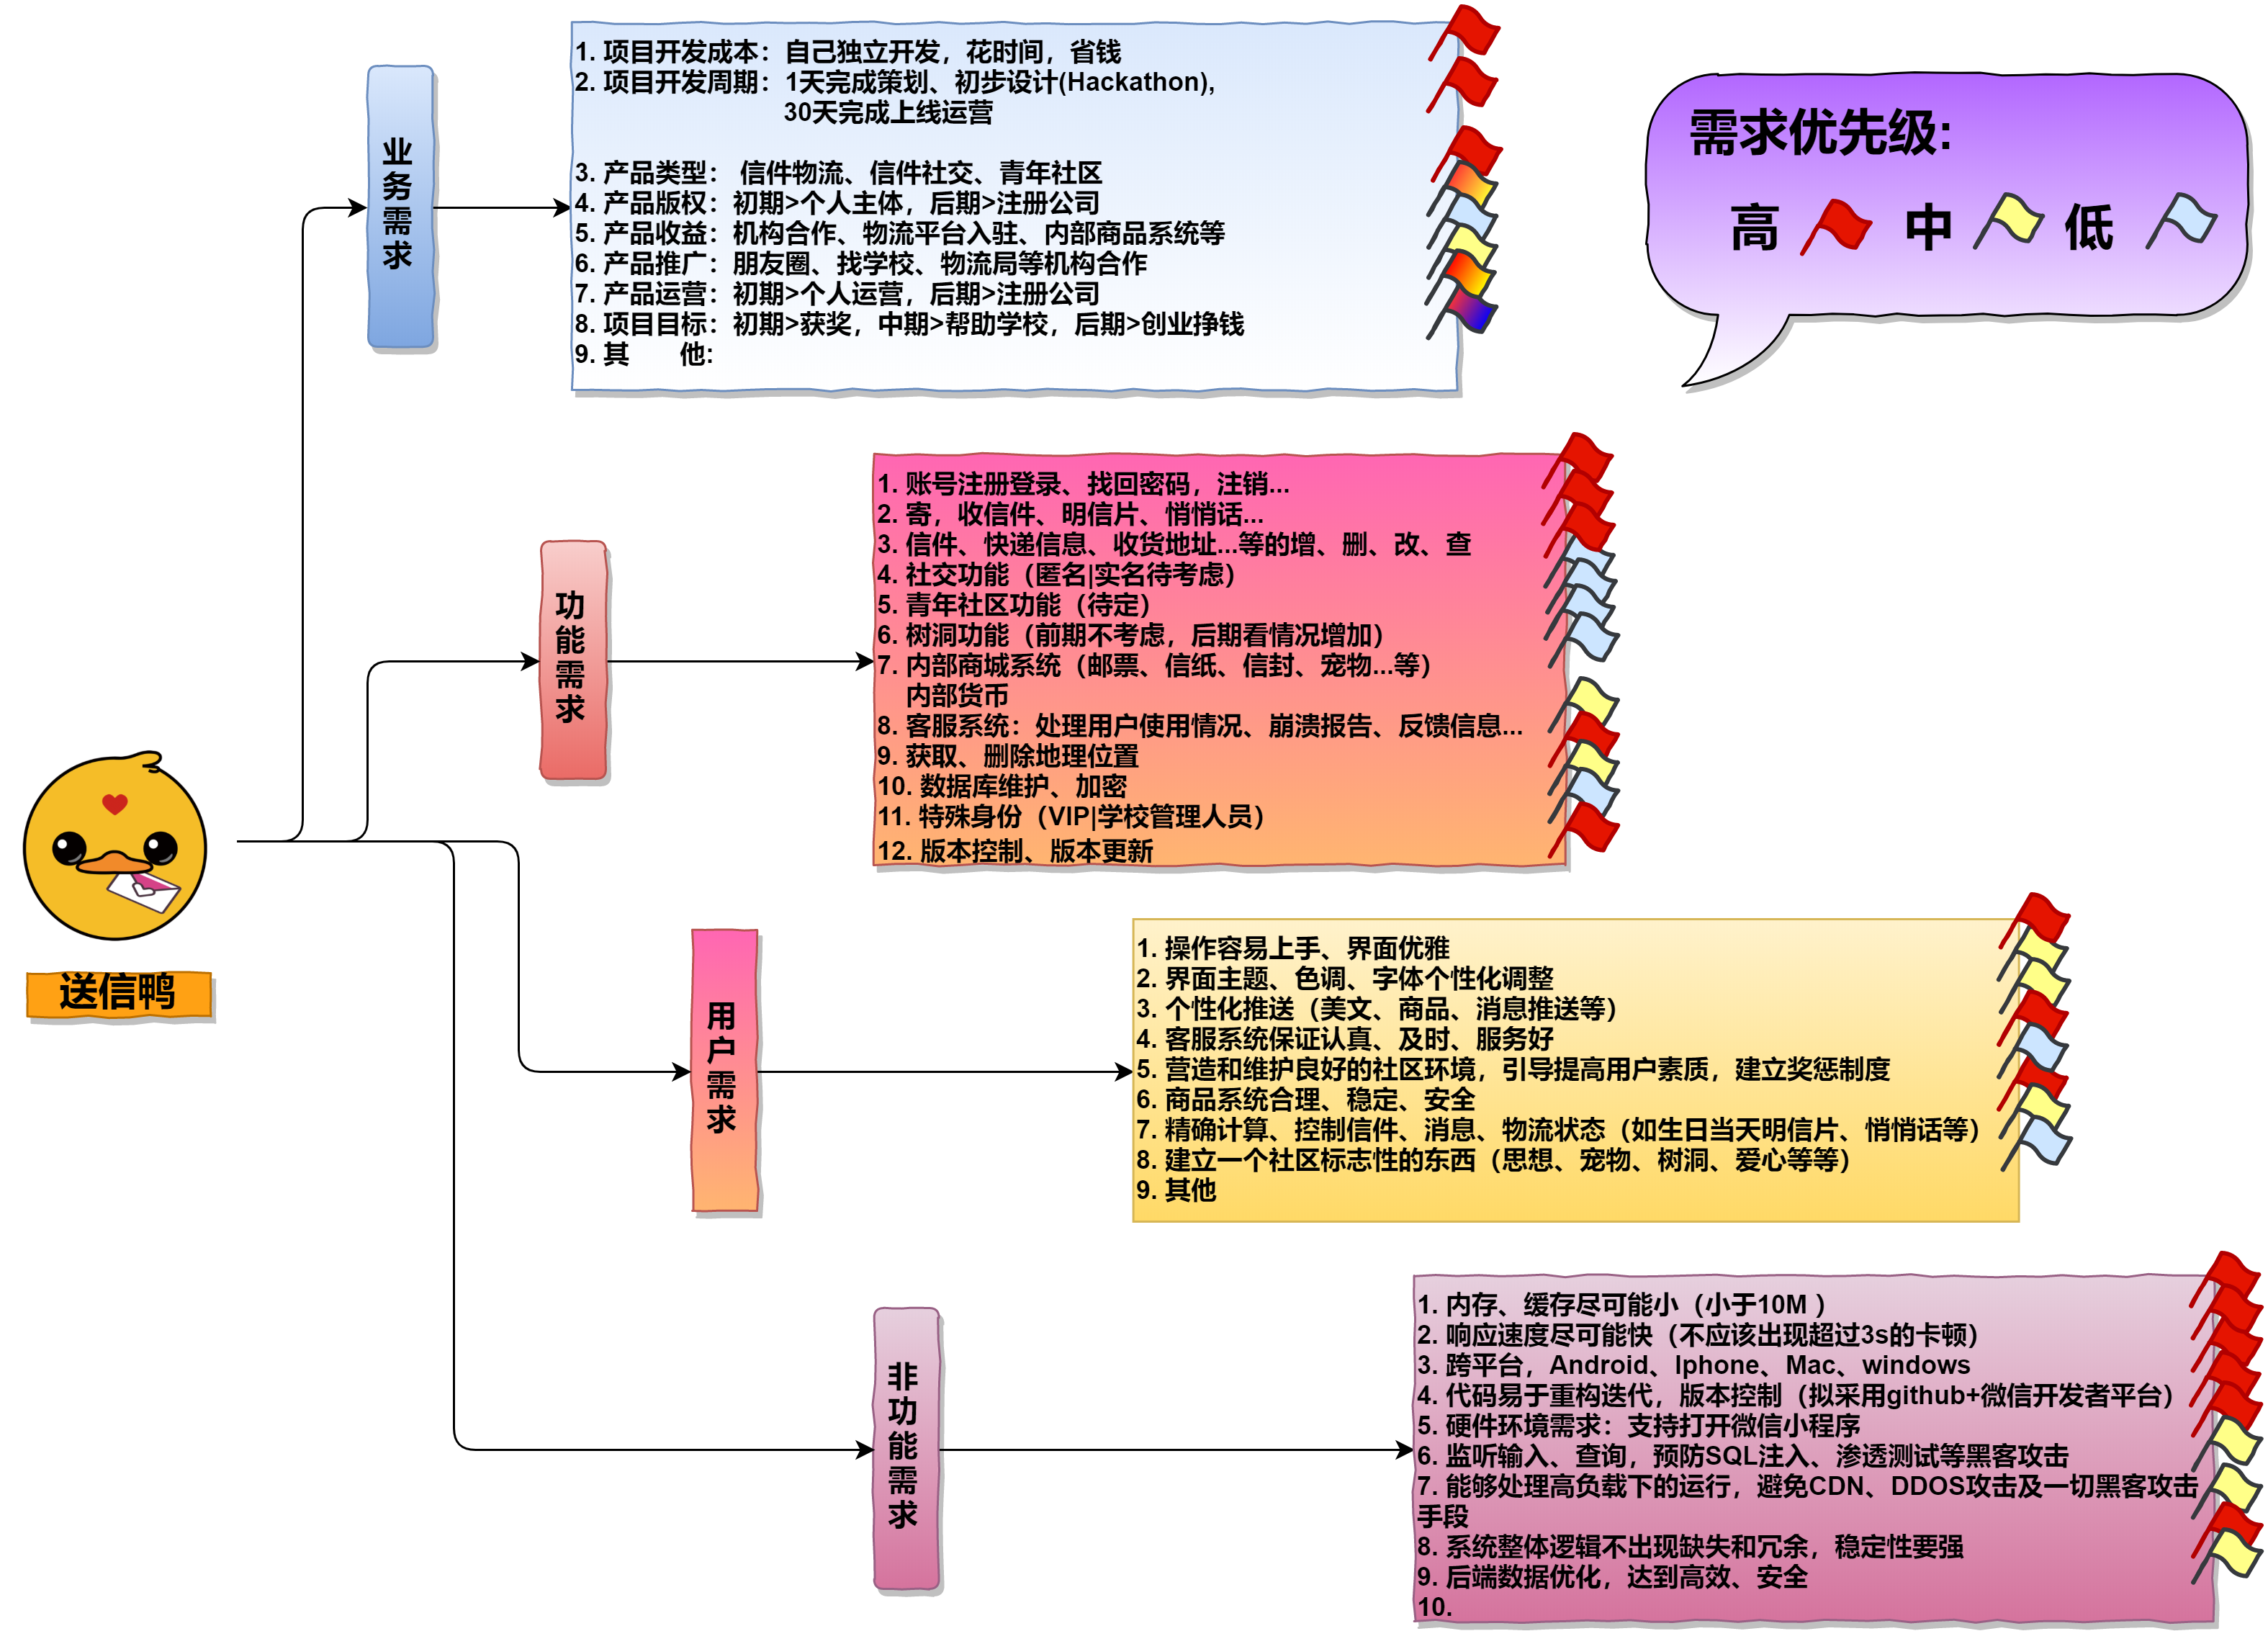 业务需求
1. 项目开发成本：自己独立开发，花时间，省钱
2. 项目开发周期：1天完成策划、初步设计(Hackathon),
30天完成上线运营
3. 产品类型： 信件物流、信件社交、青年社区
4. 产品版权：初期>个人主体，后期>注册公司
5. 产品收益：机构合作、物流平台入驻、内部商品系统等
6. 产品推广：朋友圈、找学校、物流局等机构合作
7. 产品运营：初期>个人运营，后期>注册公司
8. 项目目标：初期>获奖，中期>帮助学校，后期>创业挣钱
9. 其 他:
需求优先级:
高 中 低
功能需求
1. 账号注册登录、找回密码，注销...
2. 寄，收信件、明信片、悄悄话...
3. 信件、快递信息、收货地址...等的增、删、改、查
4. 社交功能（匿名|实名待考虑）
5. 青年社区功能（待定）
6. 树洞功能（前期不考虑，后期看情况增加）
7. 内部商城系统（邮票、信纸、信封、宠物...等）
内部货币
8. 客服系统：处理用户使用情况、崩溃报告、反馈信息...
9. 获取、删除地理位置
10. 数据库维护、加密
11. 特殊身份（VIP|学校管理人员）
12. 版本控制、版本更新
送信鸭
用户需求
1. 操作容易上手、界面优雅
2. 界面主题、色调、字体个性化调整
3. 个性化推送（美文、商品、消息推送等）
4. 客服系统保证认真、及时、服务好
5. 营造和维护良好的社区环境，引导提高用户素质，建立奖惩制度
6. 商品系统合理、稳定、安全
7. 精确计算、控制信件、消息、物流状态（如生日当天明信片、悄悄话等）
8. 建立一个社区标志性的东西（思想、宠物、树洞、爱心等等）
9. 其他
非功能需求
1. 内存、缓存尽可能小（小于10M ）
2. 响应速度尽可能快（不应该出现超过3s的卡顿）
3. 跨平台，Android、Iphone、Mac、windows
4. 代码易于重构迭代，版本控制（拟采用github+微信开发者平台）
5. 硬件环境需求：支持打开微信小程序
6. 监听输入、查询，预防SQL注入、渗透测试等黑客攻击
7. 能够处理高负载下的运行，避免CDN、DDOS攻击及一切黑客攻击
手段
8. 系统整体逻辑不出现缺失和冗余，稳定性要强
9. 后端数据优化，达到高效、安全
10.